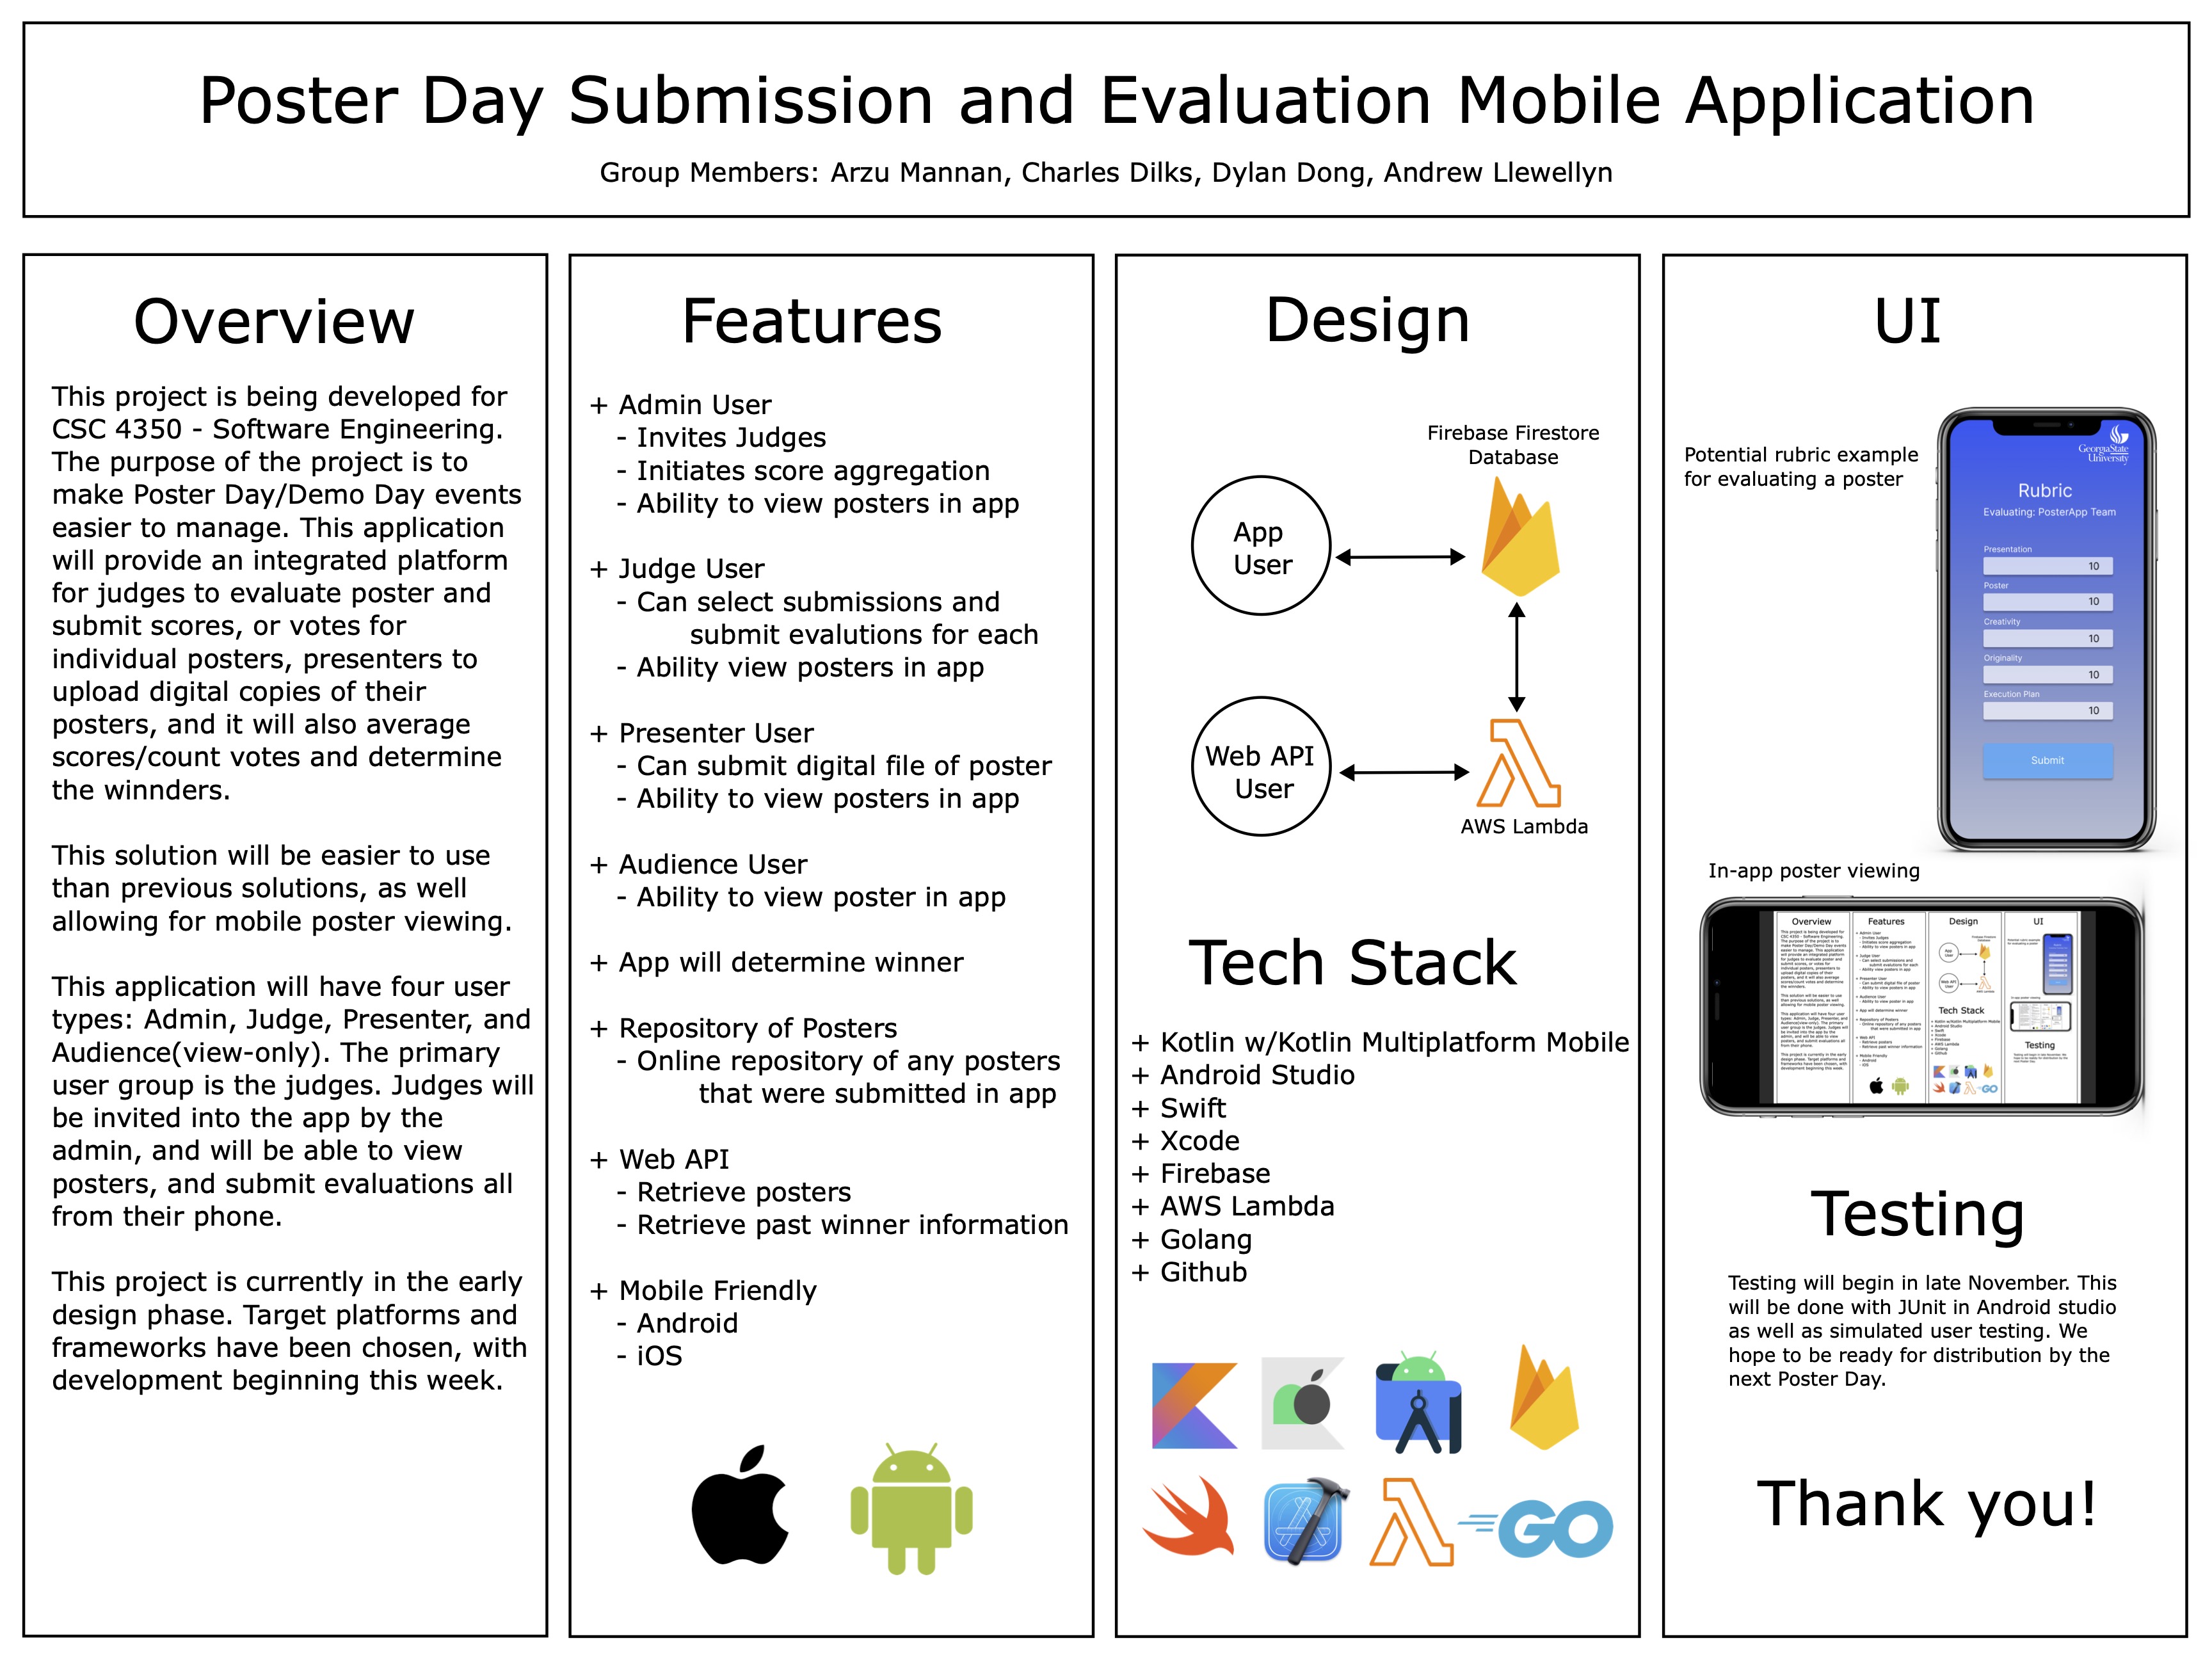 Poster Day Submission and Evaluation Mobile Application
Group Members: Arzu Mannan, Charles Dilks, Dylan Dong, Andrew Llewellyn
Overview
This project is being developed for
CSC 4350 - Software Engineering.
The purpose of the project is to
make Poster Day/Demo Day events
easier to manage. This application
will provide an integrated platform
for judges to evaluate poster and
submit scores, or votes for
individual posters, presenters to
upload digital copies of their
posters, and it will also average
scores/count votes and determine
the winnders.
This solution will be easier to use
than previous solutions, as well
allowing for mobile poster viewing.
This application will have four user
types: Admin, Judge, Presenter, and
Audience(view-only). The primary
user group is the judges. Judges will
be invited into the app by the
admin, and will be able to view
posters, and submit evaluations all
from their phone.
This project is currently in the early
design phase. Target platforms and
frameworks have been chosen, with
development beginning this week.
Features
+ Admin User
- Invites Judges
- Initiates score aggregation
- Ability to view posters in app
+ Judge User
- Can select submissions and
submit evalutions for each
- Ability view posters in app
+ Presenter User
- Can submit digital file of poster
- Ability to view posters in app
+ Audience User
- Ability to view poster in app
+ App will determine winner
+ Repository of Posters
- Online repository of any posters
that were submitted in app
+ Web API
- Retrieve posters
- Retrieve past winner information
+ Mobile Friendly
- Android
- iOS
Design
Firebase Firestore
Database
App
User
Web API
User
AWS Lambda
Tech Stack
+ Kotlin w/Kotlin Multiplatform Mobile
+ Android Studio
+ Swift
+ Xcode
+ Firebase
+ AWS Lambda
+ Golang
+ Github
GO
UI
Potential rubric example
for evaluating a poster
GeorgiaState
University
Rubric
Evaluating: PosterApp Team
Presentation
10
Poster
10
Creativity
10
Originality
10
Execution Plan
10
Submit
In-app poster viewing
Overview
Features
Design
UI
Tech Stack
Testing
Testing
Testing will begin in late November. This
will be done with JUnit in Android studio
as well as simulated user testing. We
hope to be ready for distribution by the
next Poster Day.
Thank you!